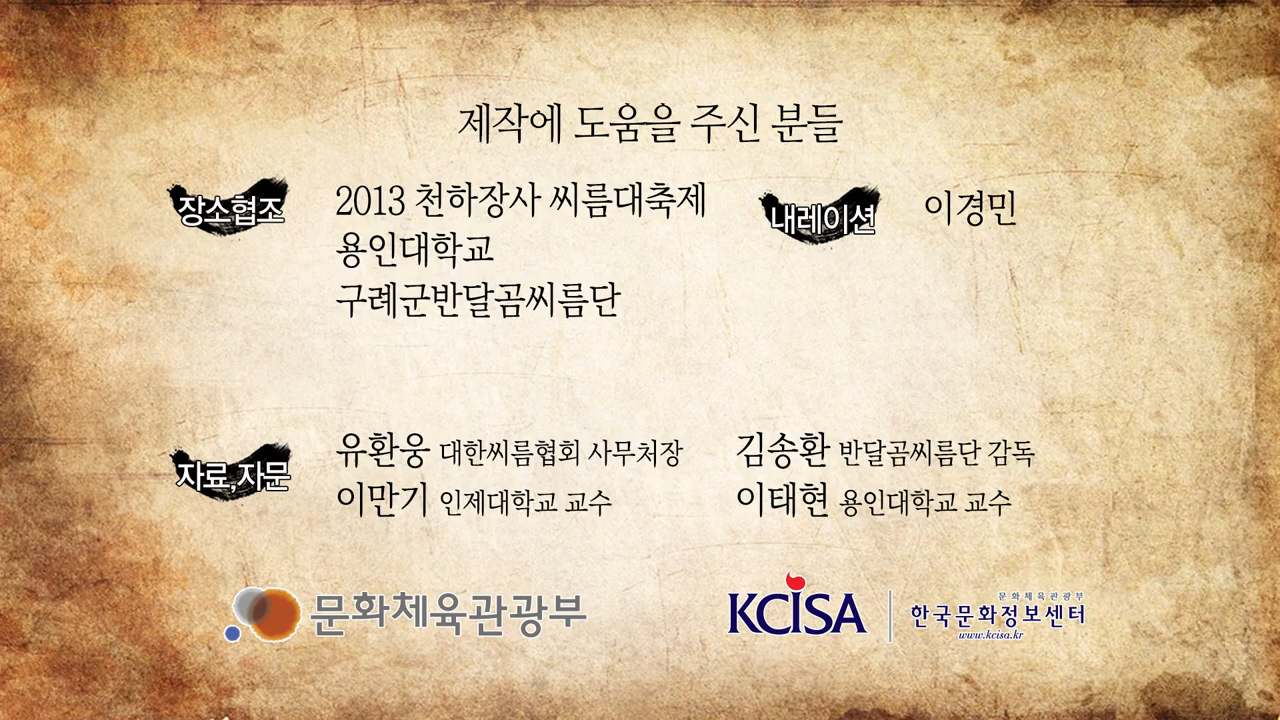 제작에 도움을 주신 분들
장소협조
2013 천하장사 씨름대축제
용인대학교
구례군반달곰씨름단
내레이션
이경민
자료,자문
유환웅 대한씨름협회 사무처장
이만기 인제대학교 교수
김송환 반달곰씨름단 감독
이태현 용인대학교 교수
문화체육관광부
KCISA
문화체육관광부
한국문화정보센터
www.kcisa.kr